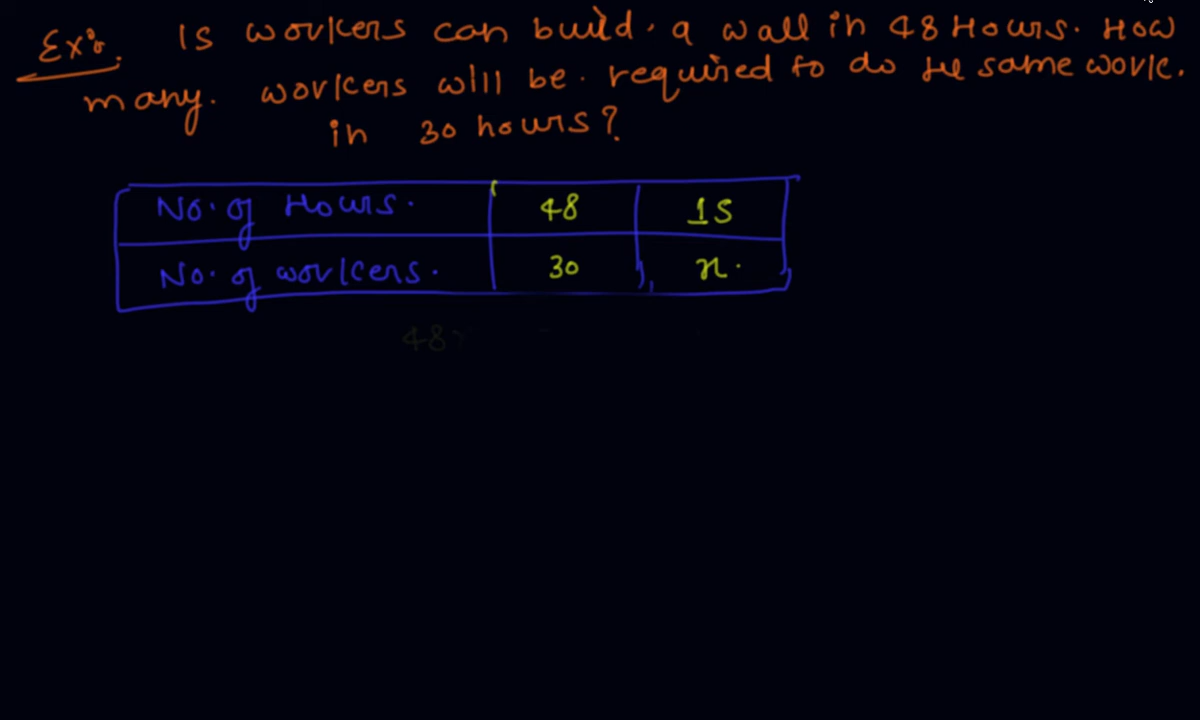 Ex:. 15 workers can build. a wall in 48 Hours. How
many. workers will be. required to do the same work.
in 30 hours?
No. of Hours. 48 15
No. of workers. 30 x.
48